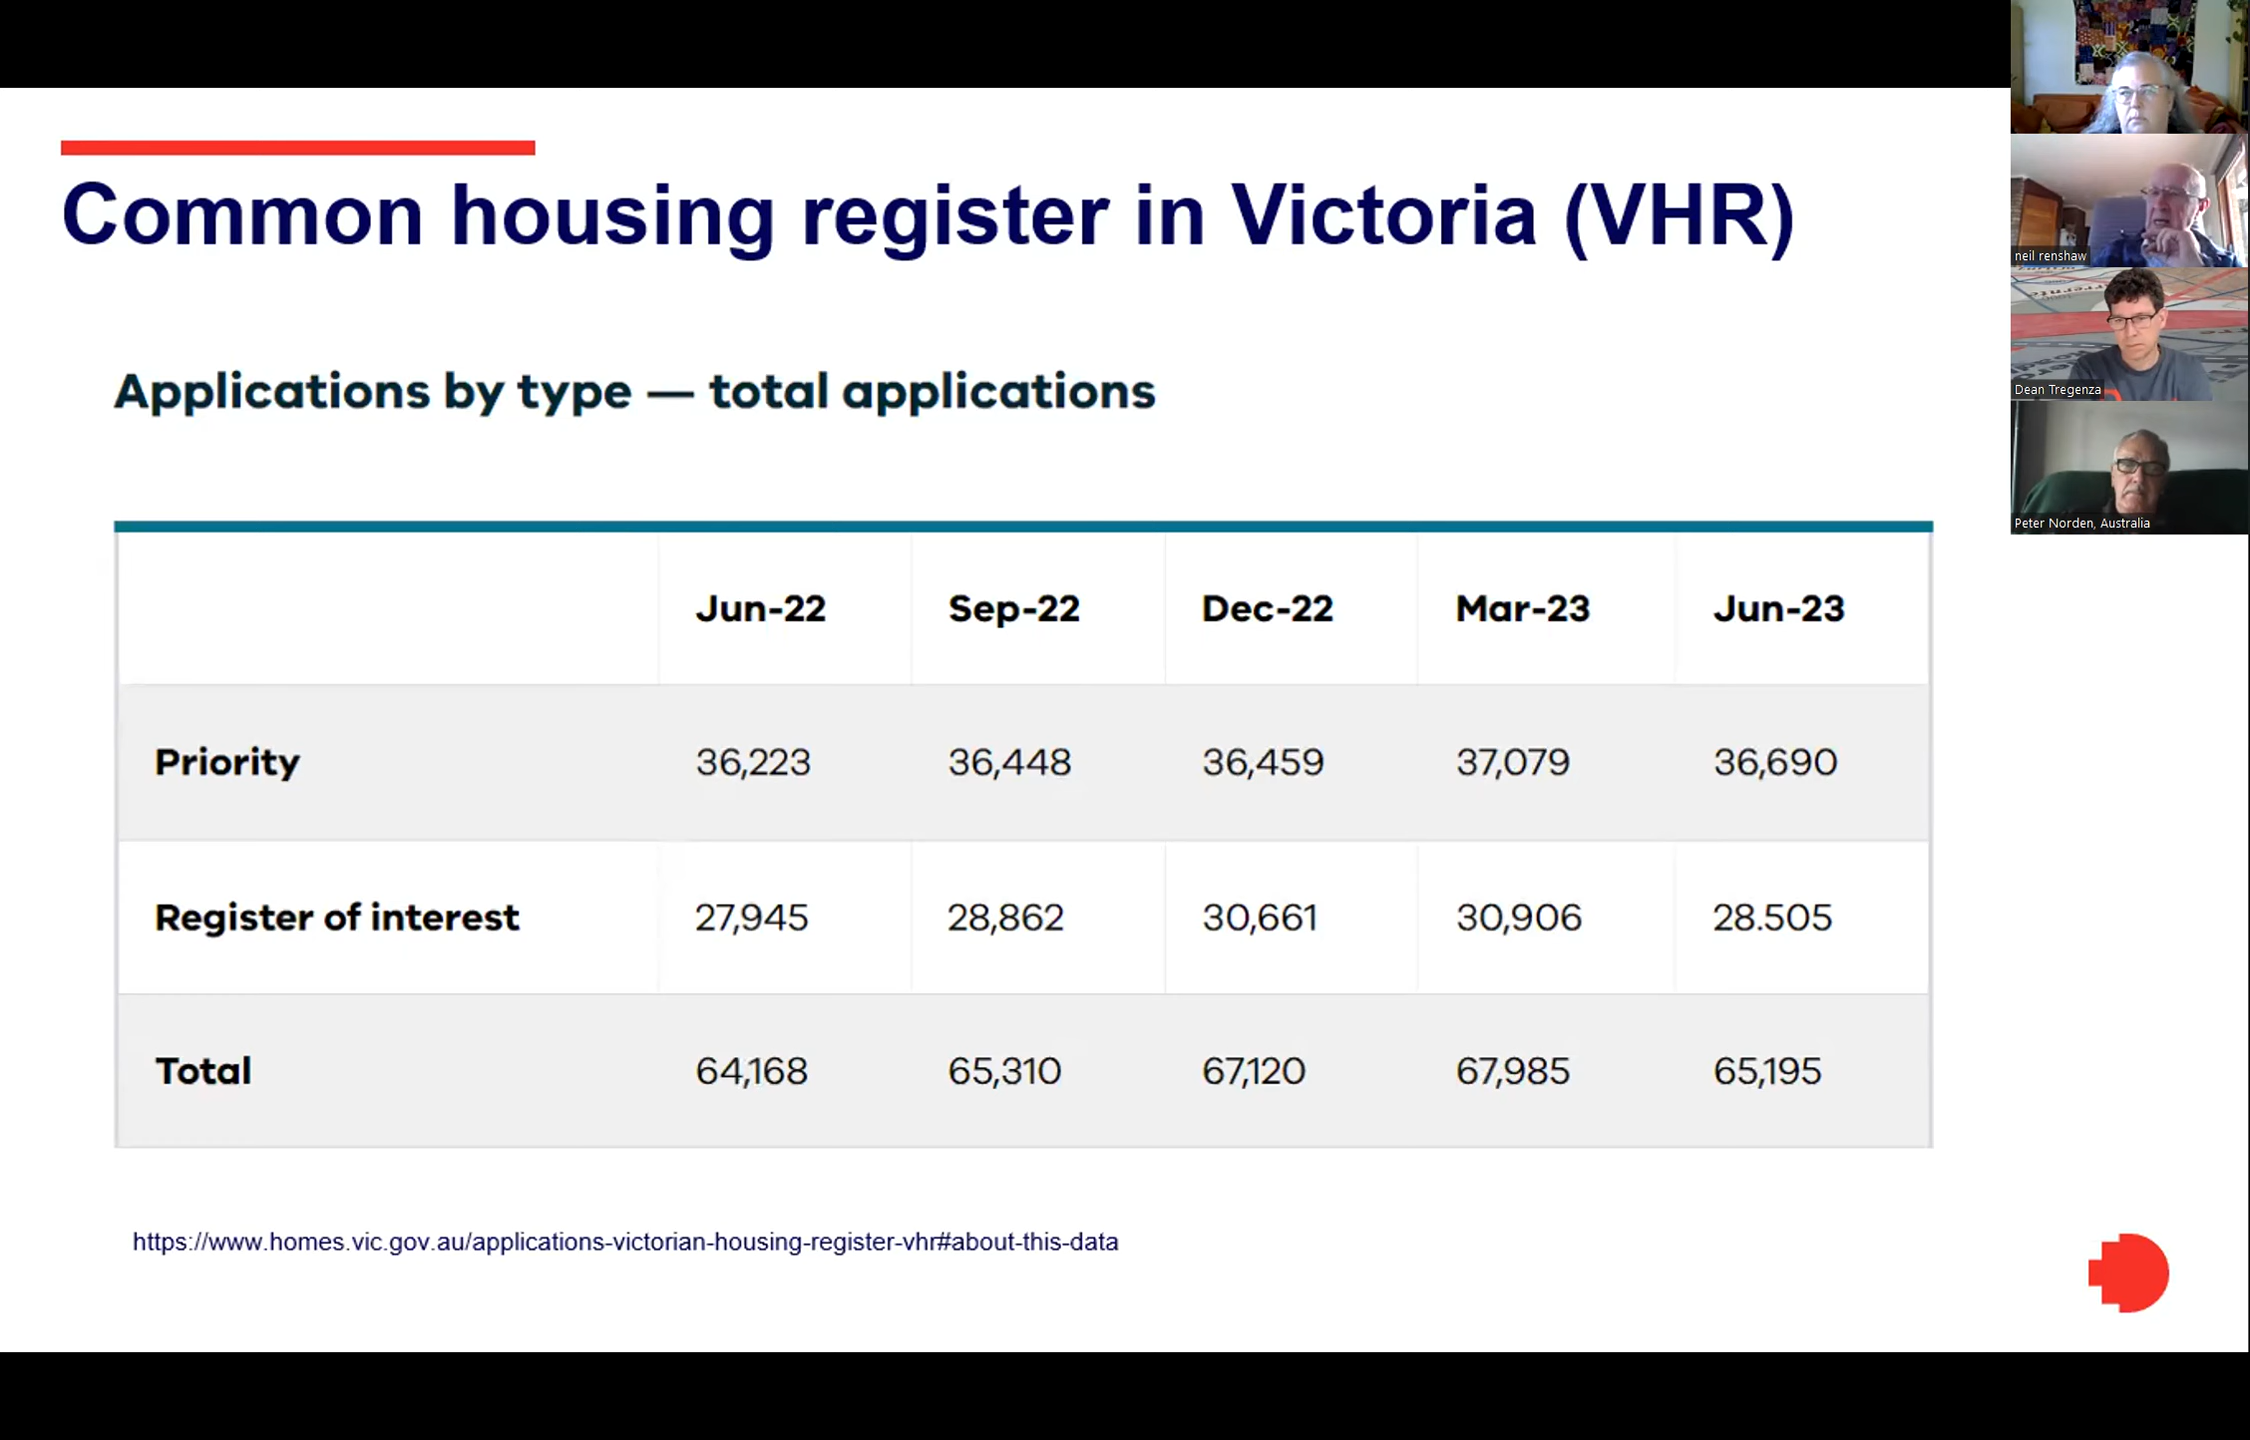 Common housing register in Victoria (VHR)
Applications by type — total applications
Jun-22 Sep-22 Dec-22 Mar-23 Jun-23
Priority 36,223 36,448 36,459 37,079 36,690
Register of interest 27,945 28,862 30,661 30,906 28.505
Total 64,168 65,310 67,120 67,985 65,195
https://www.homes.vic.gov.au/applications-victorian-housing-register-vhr#about-this-data
neil renshaw
Dean Tregenza
Peter Norden, Australia